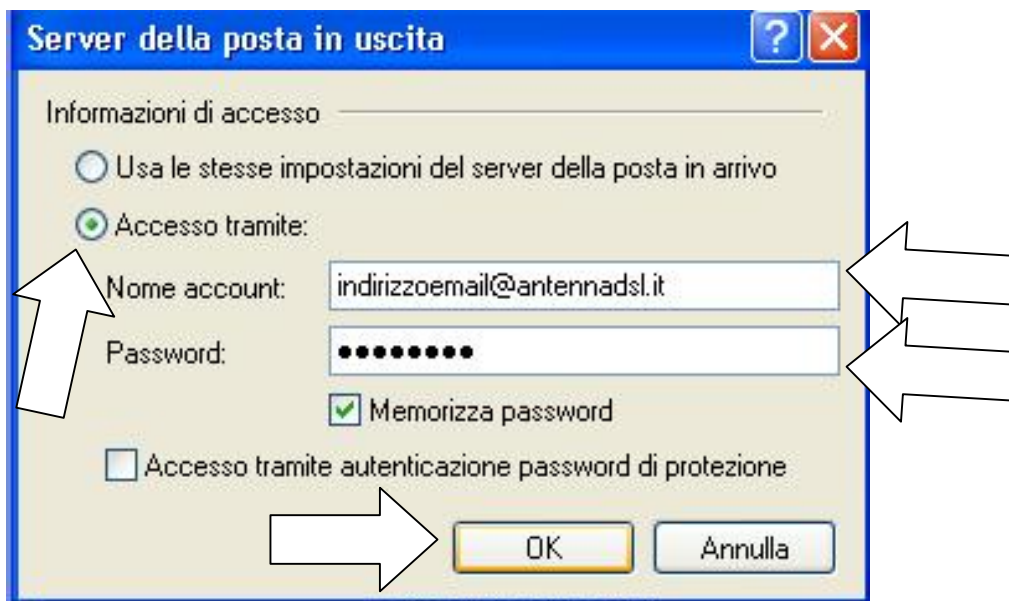 Server della posta in uscita
Informazioni di accesso
Usa le stesse impostazioni del server della posta in arrivo
Accesso tramite:
Nome account: indirizzoemail@antennadsl.it
Password: ••••••••
Memorizza password
Accesso tramite autenticazione password di protezione
OK Annulla